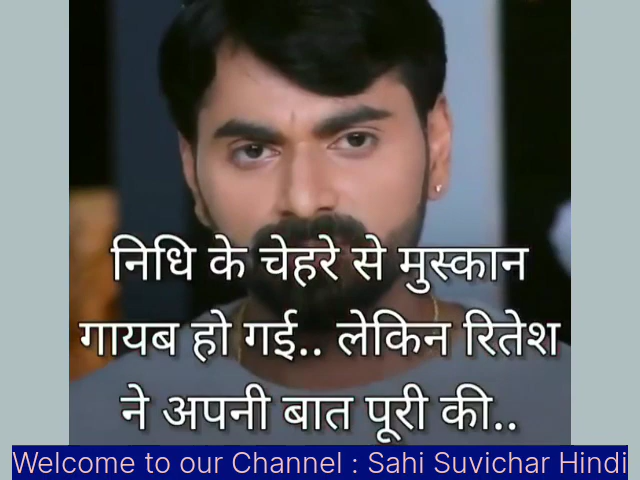 निधि के चेहरे से मुस्कान
गायब हो गई.. लेकिन रितेश
ने अपनी बात पूरी की..
Welcome to our Channel : Sahi Suvichar Hindi